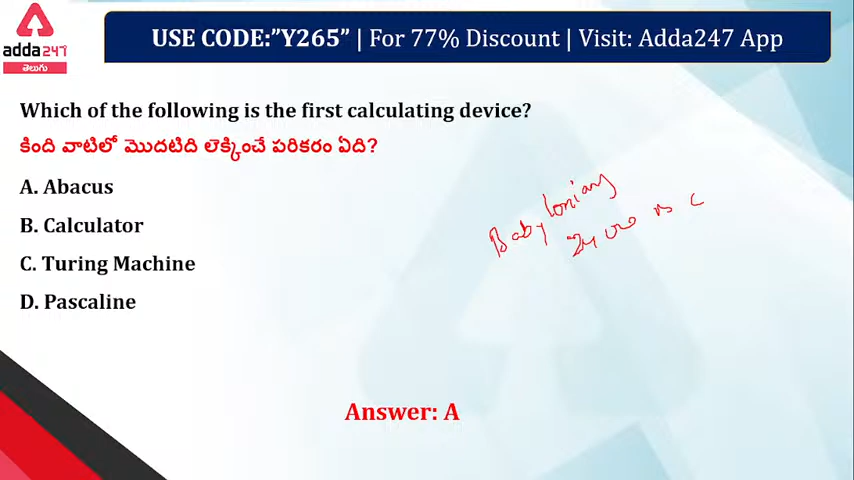 adda247
తెలుగు
USE CODE:”Y265” | For 77% Discount | Visit: Adda247 App
Which of the following is the first calculating device?
కింది వాటిలో మొదటిది లెక్కించే పరికరం ఏది?
A. Abacus
B. Calculator
C. Turing Machine
D. Pascaline
Babylonians
2400 B C
Answer: A